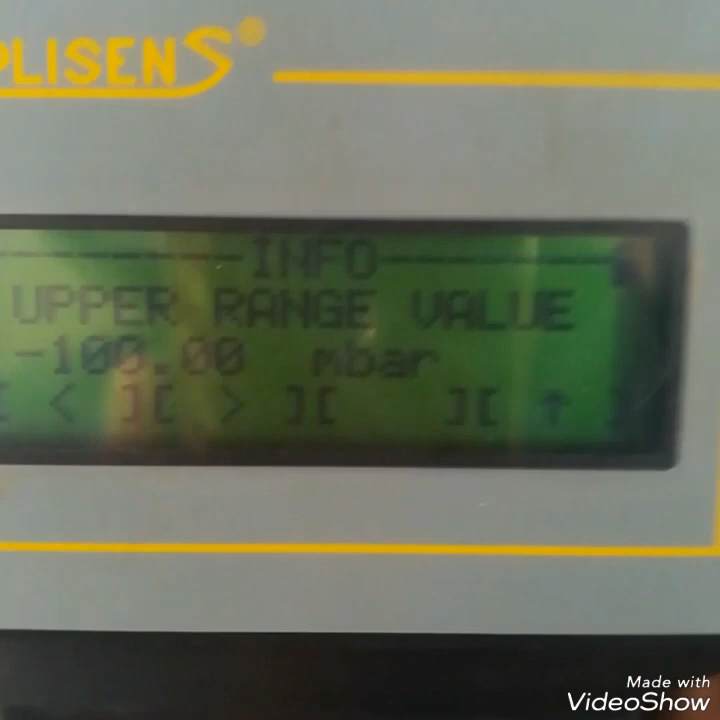 PLISENS®
INFO
UPPER RANGE VALUE
-100.00 mbar
[ < ][ > ][ ][ ↑ ]
Made with
VideoShow